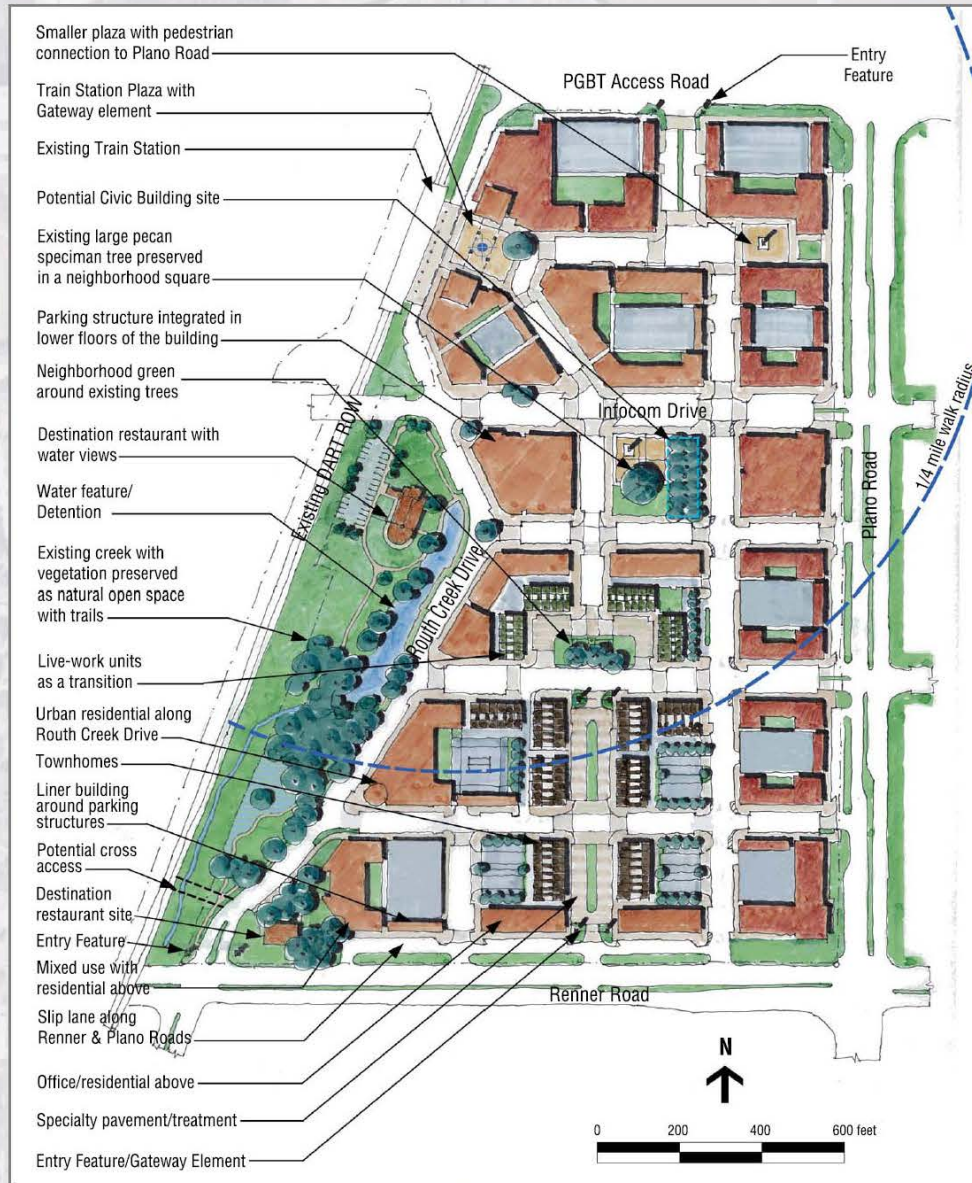 Smaller plaza with pedestrian
connection to Plano Road
Train Station Plaza with
Gateway element
Existing Train Station
Potential Civic Building site
Existing large pecan
speciman tree preserved
in a neighborhood square
Parking structure integrated in
lower floors of the building
Neighborhood green
around existing trees
Destination restaurant with
water views
Water feature/
Detention
Existing creek with
vegetation preserved
as natural open space
with trails
Live-work units
as a transition
Urban residential along
Routh Creek Drive
Townhomes
Liner building
around parking
structures
Potential cross
access
Destination
restaurant site
Entry Feature
Mixed use with
residential above
Slip lane along
Renner & Plano Roads
Office/residential above
Specialty pavement/treatment
Entry Feature/Gateway Element
Entry
Feature
PGBT Access Road
Infocom Drive
Existing DART ROW
Routh Creek Drive
Plano Road
1/4 mile walk radius
Renner Road
N
0 200 400 600 feet